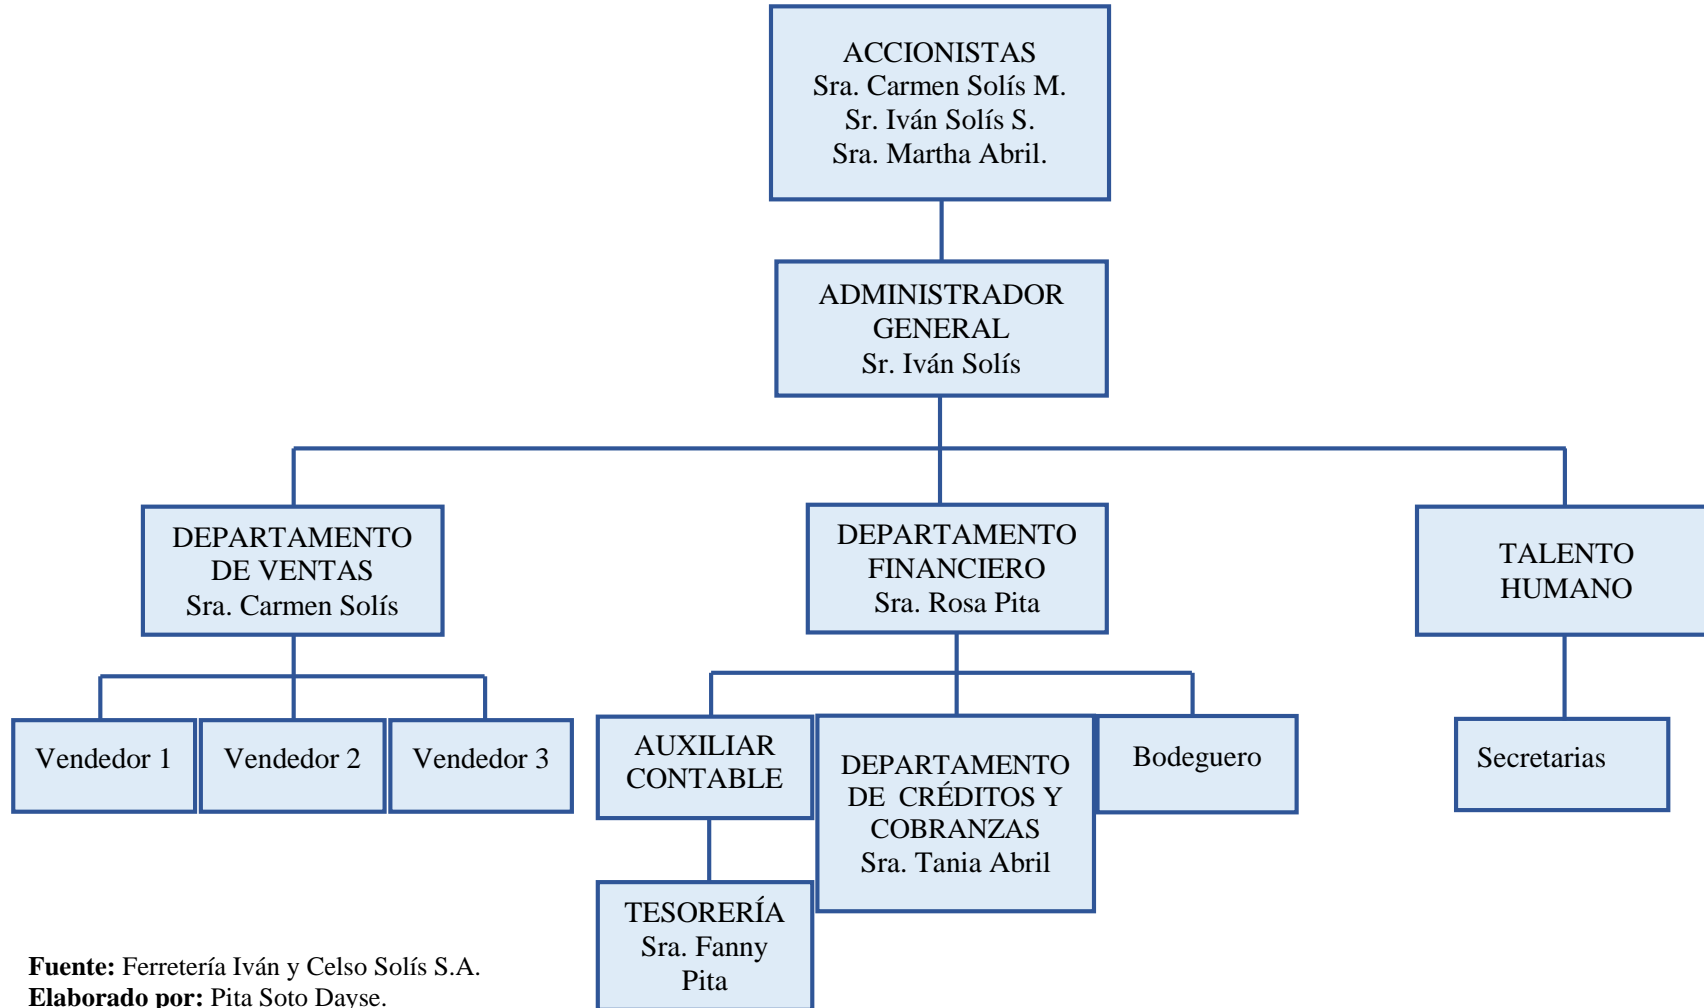 ACCIONISTAS
Sra. Carmen Solís M.
Sr. Iván Solís S.
Sra. Martha Abril.
ADMINISTRADOR
GENERAL
Sr. Iván Solís
DEPARTAMENTO
DE VENTAS
Sra. Carmen Solís
DEPARTAMENTO
FINANCIERO
Sra. Rosa Pita
TALENTO
HUMANO
Vendedor 1
Vendedor 2
Vendedor 3
AUXILIAR
CONTABLE
DEPARTAMENTO
DE CRÉDITOS Y
COBRANZAS
Sra. Tania Abril
Bodeguero
Secretarias
TESORERÍA
Sra. Fanny
Pita
Fuente: Ferretería Iván y Celso Solís S.A.
Elaborado por: Pita Soto Dayse.